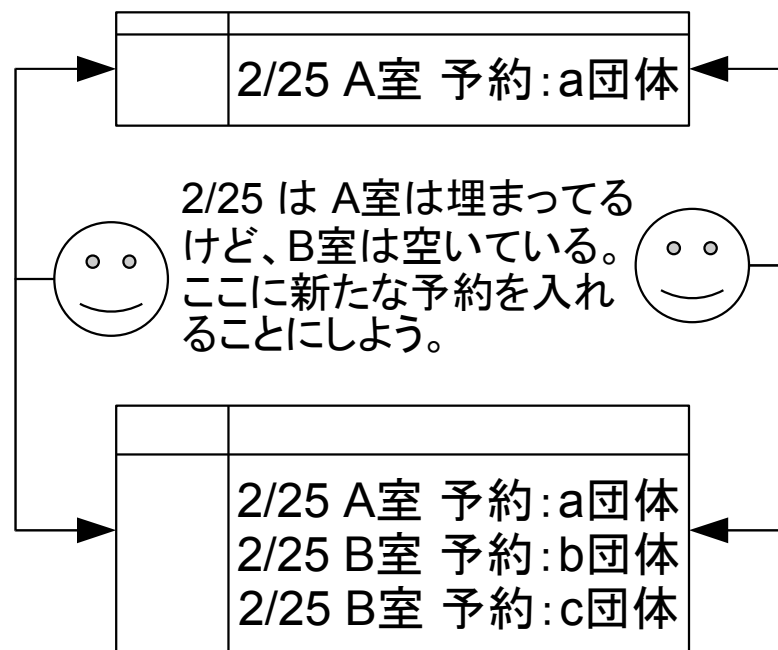 2/25 A室 予約:a団体
2/25 は A室は埋まってる
けど、B室は空いている。
ここに新たな予約を入れ
ることにしよう。
2/25 A室 予約:a団体
2/25 B室 予約:b団体
2/25 B室 予約:c団体